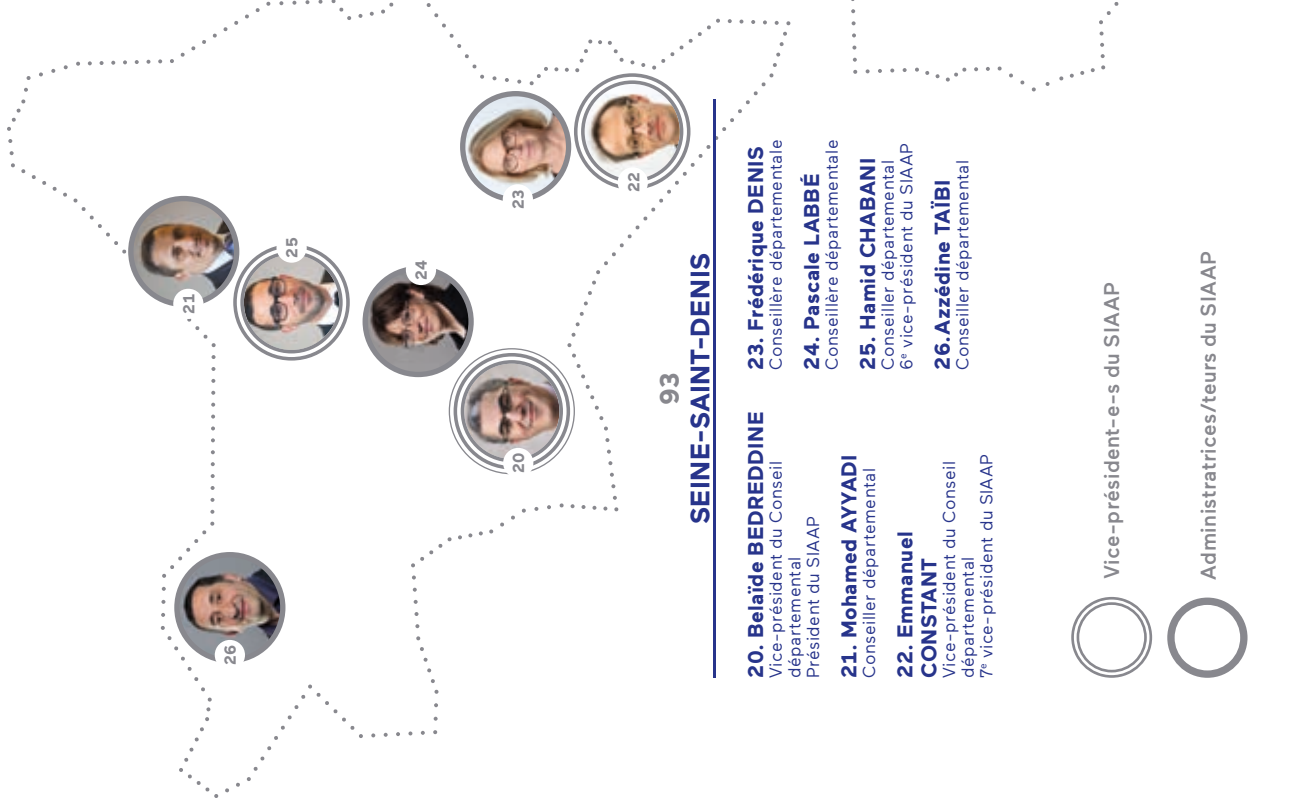 21
25
24
23
22
20
26
93
SEINE-SAINT-DENIS
20. Belaïde BEDREDDINE
Vice-président du Conseil
départemental
Président du SIAAP
21. Mohamed AYYADI
Conseiller départemental
22. Emmanuel
CONSTANT
Vice-président du Conseil
départemental
7e vice-président du SIAAP
23. Frédérique DENIS
Conseillère départementale
24. Pascale LABBÉ
Conseillère départementale
25. Hamid CHABANI
Conseiller départemental
6e vice-président du SIAAP
26.Azzédine TAÏBI
Conseiller départemental
Vice-président-e-s du SIAAP
Administratrices/teurs du SIAAP